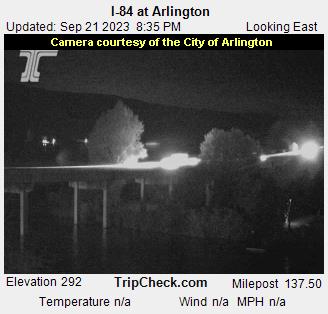 I-84 at Arlington
Updated: Sep 21 2023 8:35 PM Looking East
Camera courtesy of the City of Arlington
Elevation 292 TripCheck.com Milepost 137.50
Temperature n/a Wind n/a MPH n/a